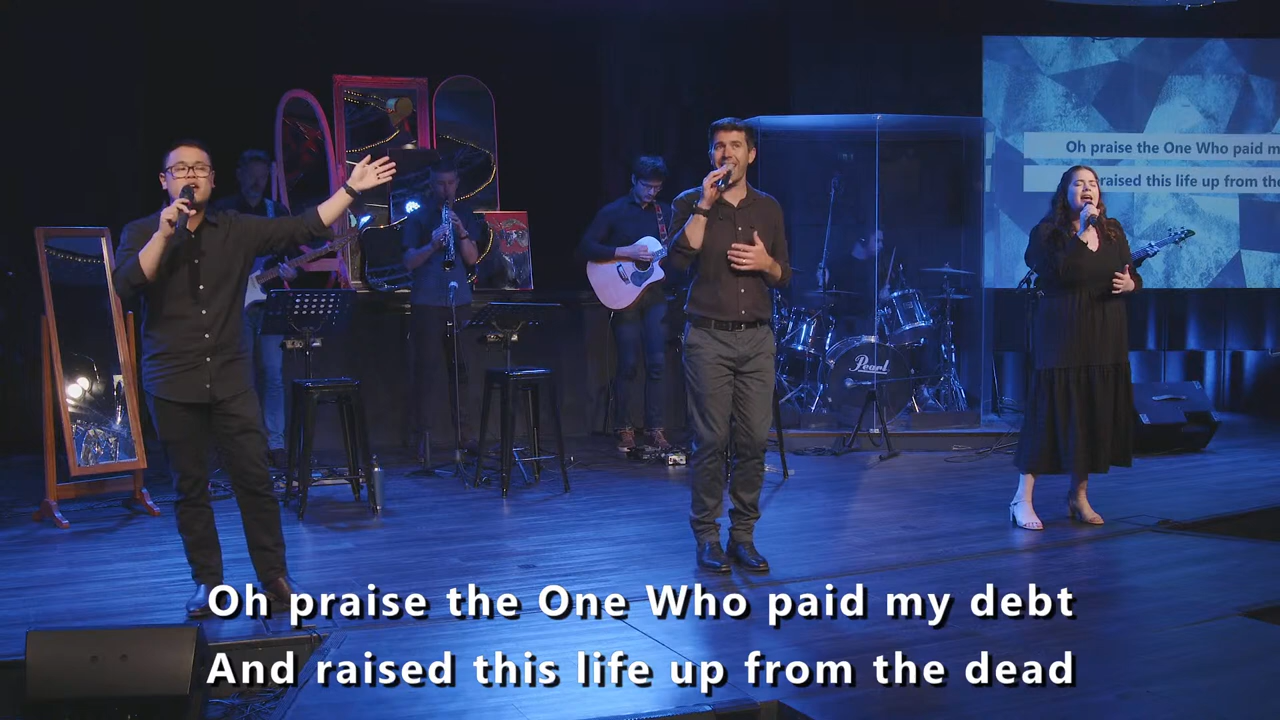 Oh praise the One Who paid m
raised this life up from the
Pearl
Oh praise the One Who paid my debt
And raised this life up from the dead